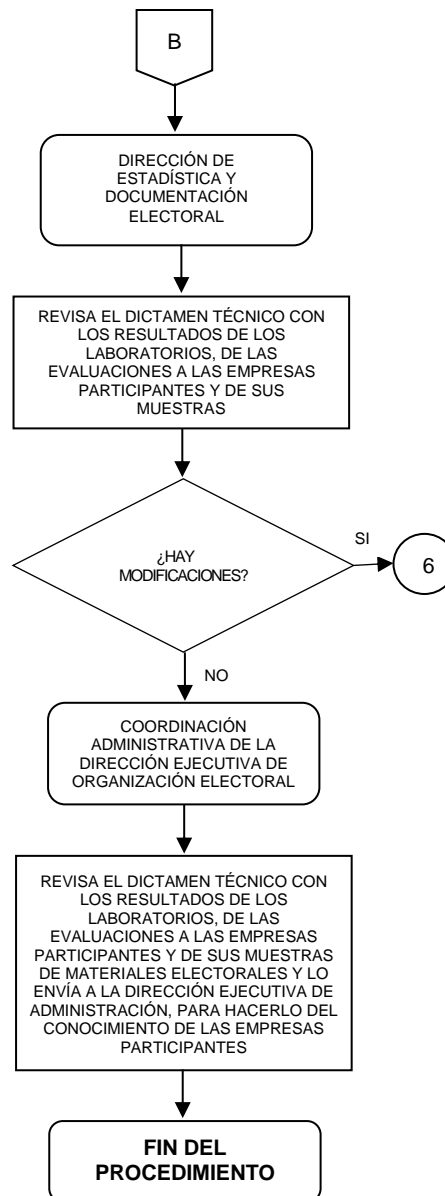 B
DIRECCIÓN DE
ESTADÍSTICA Y
DOCUMENTACIÓN
ELECTORAL
REVISA EL DICTAMEN TÉCNICO CON
LOS RESULTADOS DE LOS
LABORATORIOS, DE LAS
EVALUACIONES A LAS EMPRESAS
PARTICIPANTES Y DE SUS
MUESTRAS
¿HAY
MODIFICACIONES?
SI
6
NO
COORDINACIÓN
ADMINISTRATIVA DE LA
DIRECCIÓN EJECUTIVA DE
ORGANIZACIÓN ELECTORAL
REVISA EL DICTAMEN TÉCNICO CON
LOS RESULTADOS DE LOS
LABORATORIOS, DE LAS
EVALUACIONES A LAS EMPRESAS
PARTICIPANTES Y DE SUS MUESTRAS
DE MATERIALES ELECTORALES Y LO
ENVÍA A LA DIRECCIÓN EJECUTIVA DE
ADMINISTRACIÓN, PARA HACERLO DEL
CONOCIMIENTO DE LAS EMPRESAS
PARTICIPANTES
FIN DEL
PROCEDIMIENTO